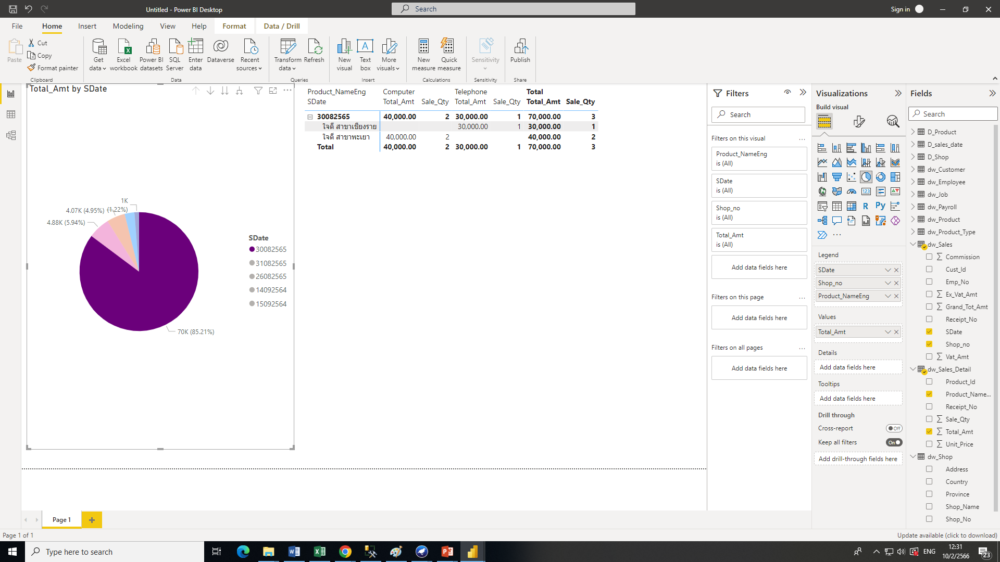 Untitled - Power BI Desktop
Search
Sign in
File
Home
Insert
Modeling
View
Help
Format
Data / Drill
Paste
Cut
Copy
Format painter
Clipboard
Get data
Excel workbook
Power BI datasets
SQL Server
Enter data
Dataverse
Recent sources
Data
Transform data
Refresh
Queries
New visual
Text box
More visuals
Insert
New measure
Quick measure
Calculations
Sensitivity
Sensitivity
Publish
Share
Total_Amt by SDate
1K
(1.22%)
4.07K (4.95%)
4.88K (5.94%)
70K (85.21%)
SDate
30082565
31082565
26082565
14092564
15092564
Product_NameEng Computer Telephone Total
SDate Total_Amt Sale_Qty Total_Amt Sale_Qty Total_Amt Sale_Qty
30082565 40,000.00 2 30,000.00 1 70,000.00 3
ใจดี สาขาเชียงราย 30,000.00 1 30,000.00 1
ใจดี สาขาพะเยา 40,000.00 2 40,000.00 2
Total 40,000.00 2 30,000.00 1 70,000.00 3
Filters
Search
Filters on this visual
Product_NameEng
is (All)
SDate
is (All)
Shop_no
is (All)
Total_Amt
is (All)
Add data fields here
Filters on this page
Add data fields here
Filters on all pages
Add data fields here
Visualizations
Build visual
123
R
Py
Legend
SDate
Shop_no
Product_NameEng
Values
Total_Amt
Details
Add data fields here
Tooltips
Add data fields here
Drill through
Cross-report
Off
Keep all filters
On
Add drill-through fields here
Fields
Search
D_Product
D_sales_date
D_Shop
dw_Customer
dw_Employee
dw_Job
dw_Payroll
dw_Product
dw_Product_Type
dw_Sales
Commission
Cust_Id
Emp_No
Ex_Vat_Amt
Grand_Tot_Amt
Receipt_No
SDate
Shop_no
Vat_Amt
dw_Sales_Detail
Product_Id
Product_Name...
Receipt_No
Sale_Qty
Total_Amt
Unit_Price
dw_Shop
Address
Country
Province
Shop_Name
Shop_No
Page 1
Page 1 of 1
Update available (click to download)
Type here to search
ENG
12:31
10/2/2566
23